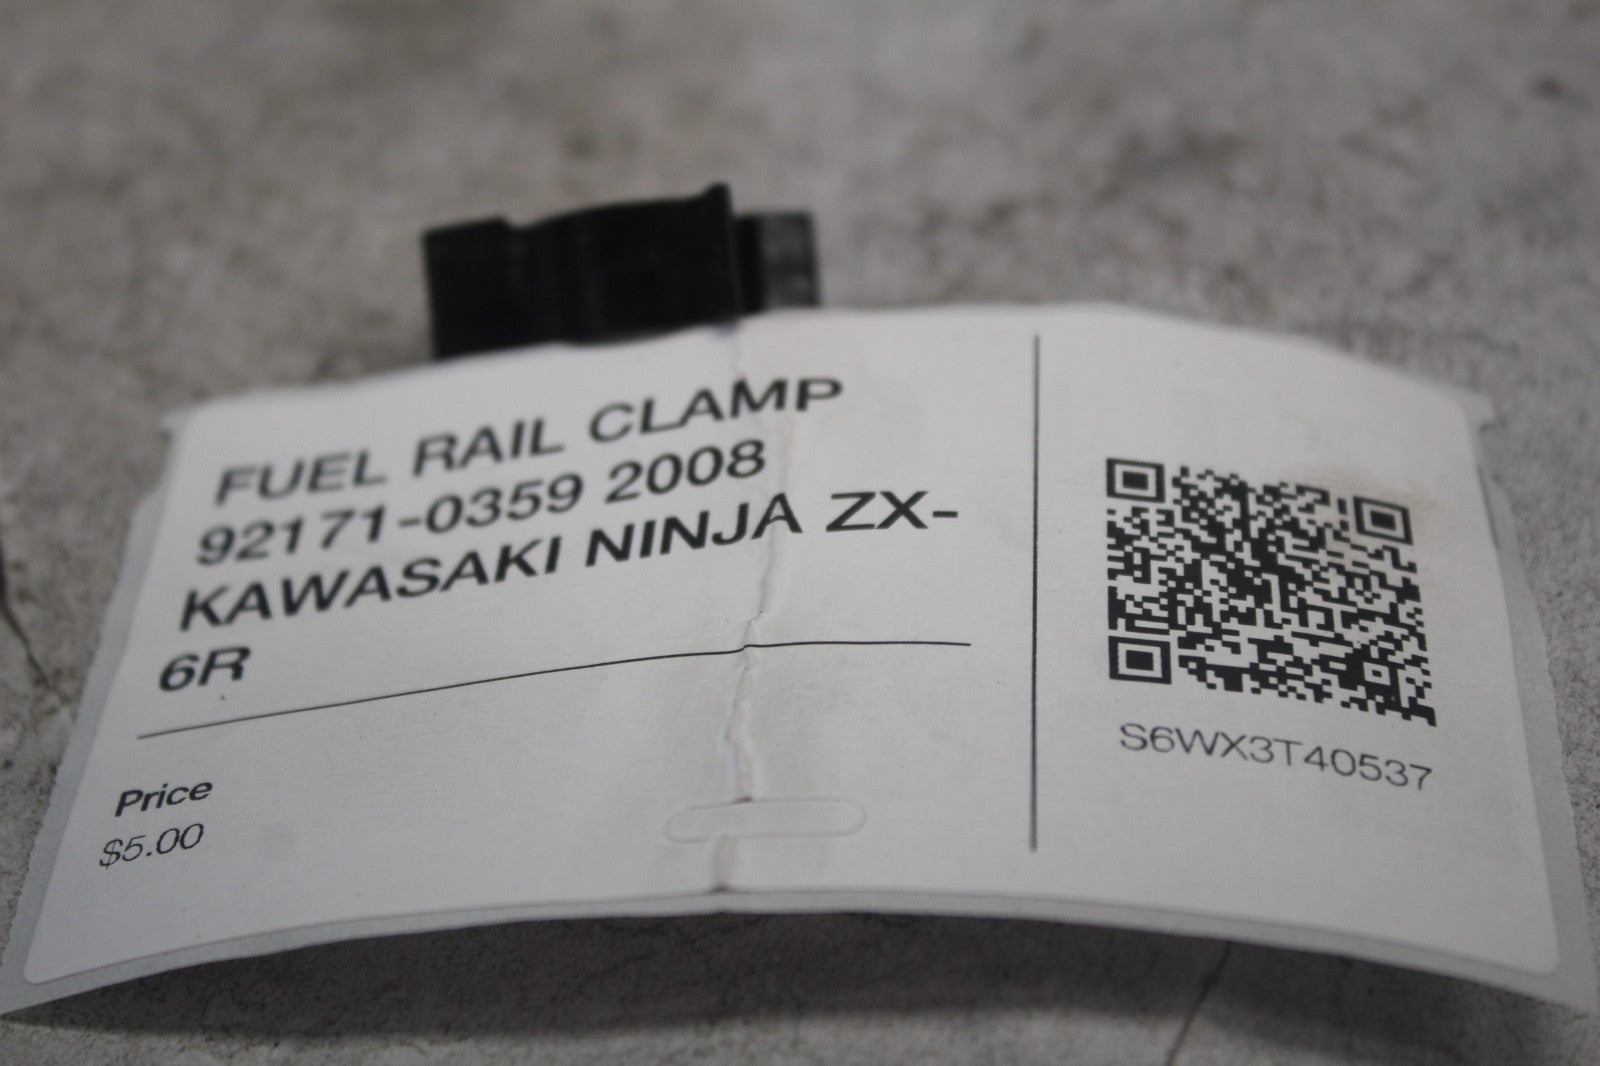 FUEL RAIL CLAMP
92171-0359 2008
KAWASAKI NINJA ZX-
6R
Price
$5.00
S6WX3T40537